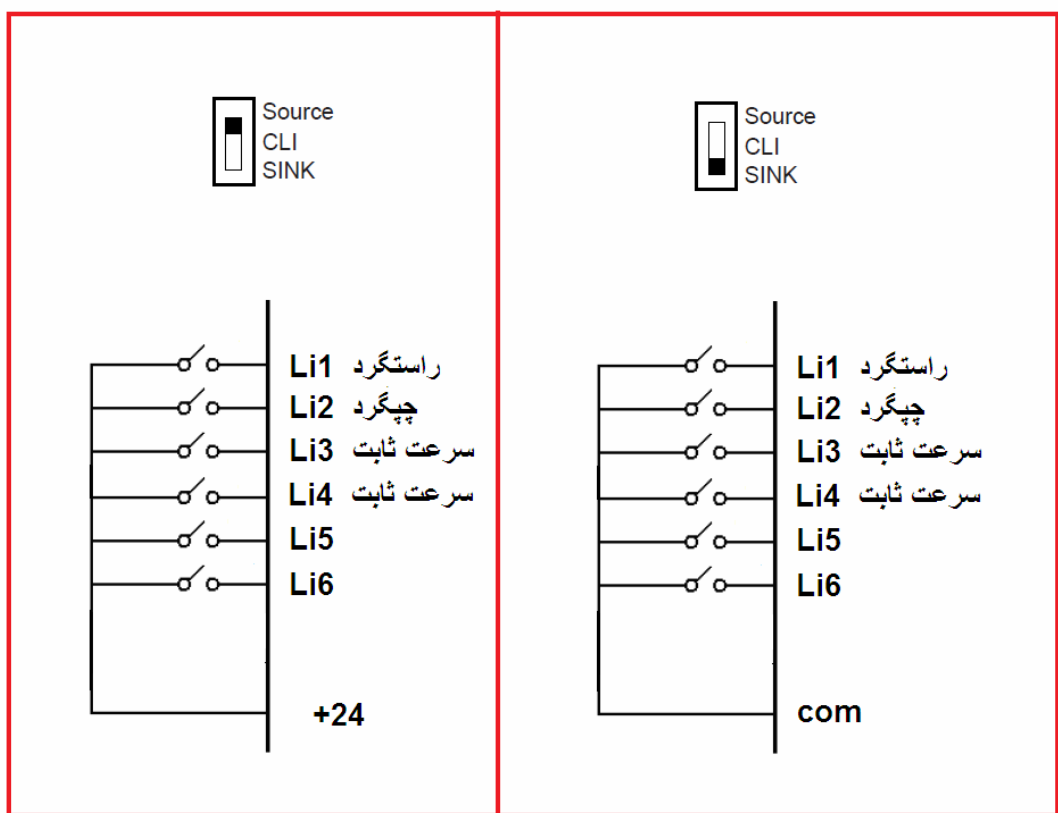 Source
CLI
SINK
Li1 راستگرد
Li2 چپگرد
Li3 سرعت ثابت
Li4 سرعت ثابت
Li5
Li6
+24
Source
CLI
SINK
Li1 راستگرد
Li2 چپگرد
Li3 سرعت ثابت
Li4 سرعت ثابت
Li5
Li6
com